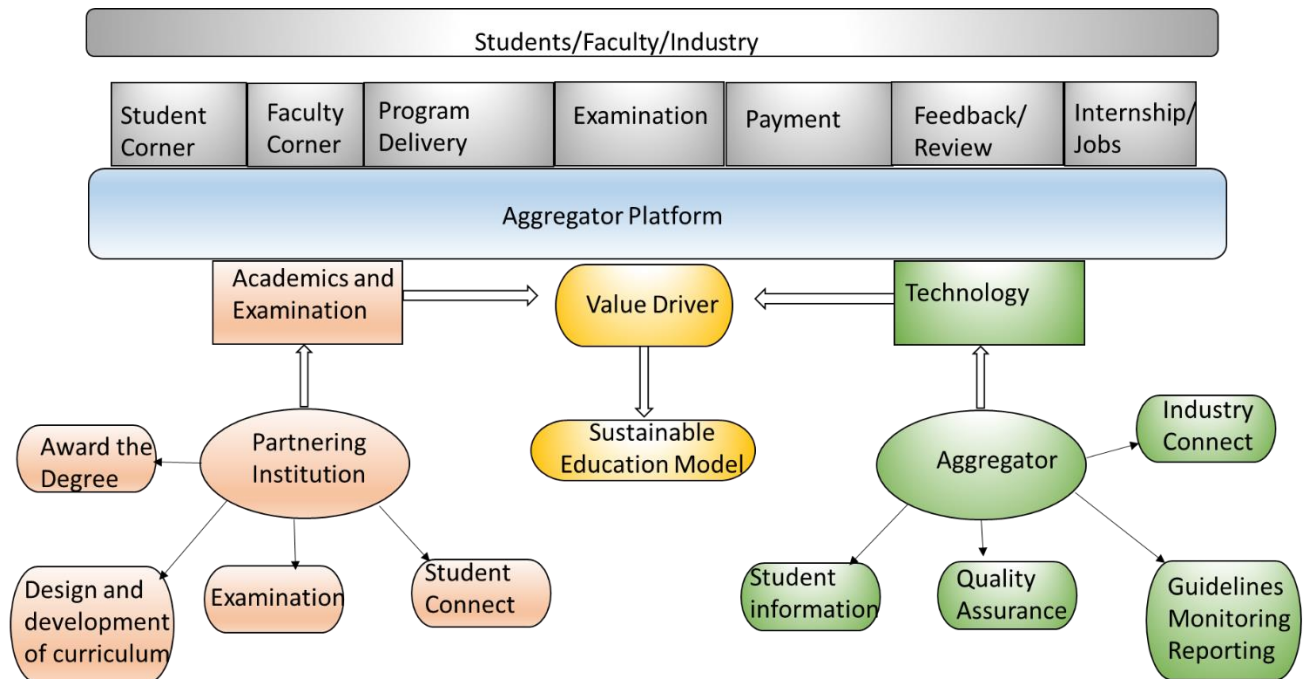 Students/Faculty/Industry
Student
Corner
Faculty
Corner
Program
Delivery
Examination
Payment
Feedback/
Review
Internship/
Jobs
Aggregator Platform
Academics and
Examination
Value Driver
Technology
Award the
Degree
Partnering
Institution
Sustainable
Education Model
Aggregator
Industry
Connect
Design and
development
of curriculum
Examination
Student
Connect
Student
information
Quality
Assurance
Guidelines
Monitoring
Reporting